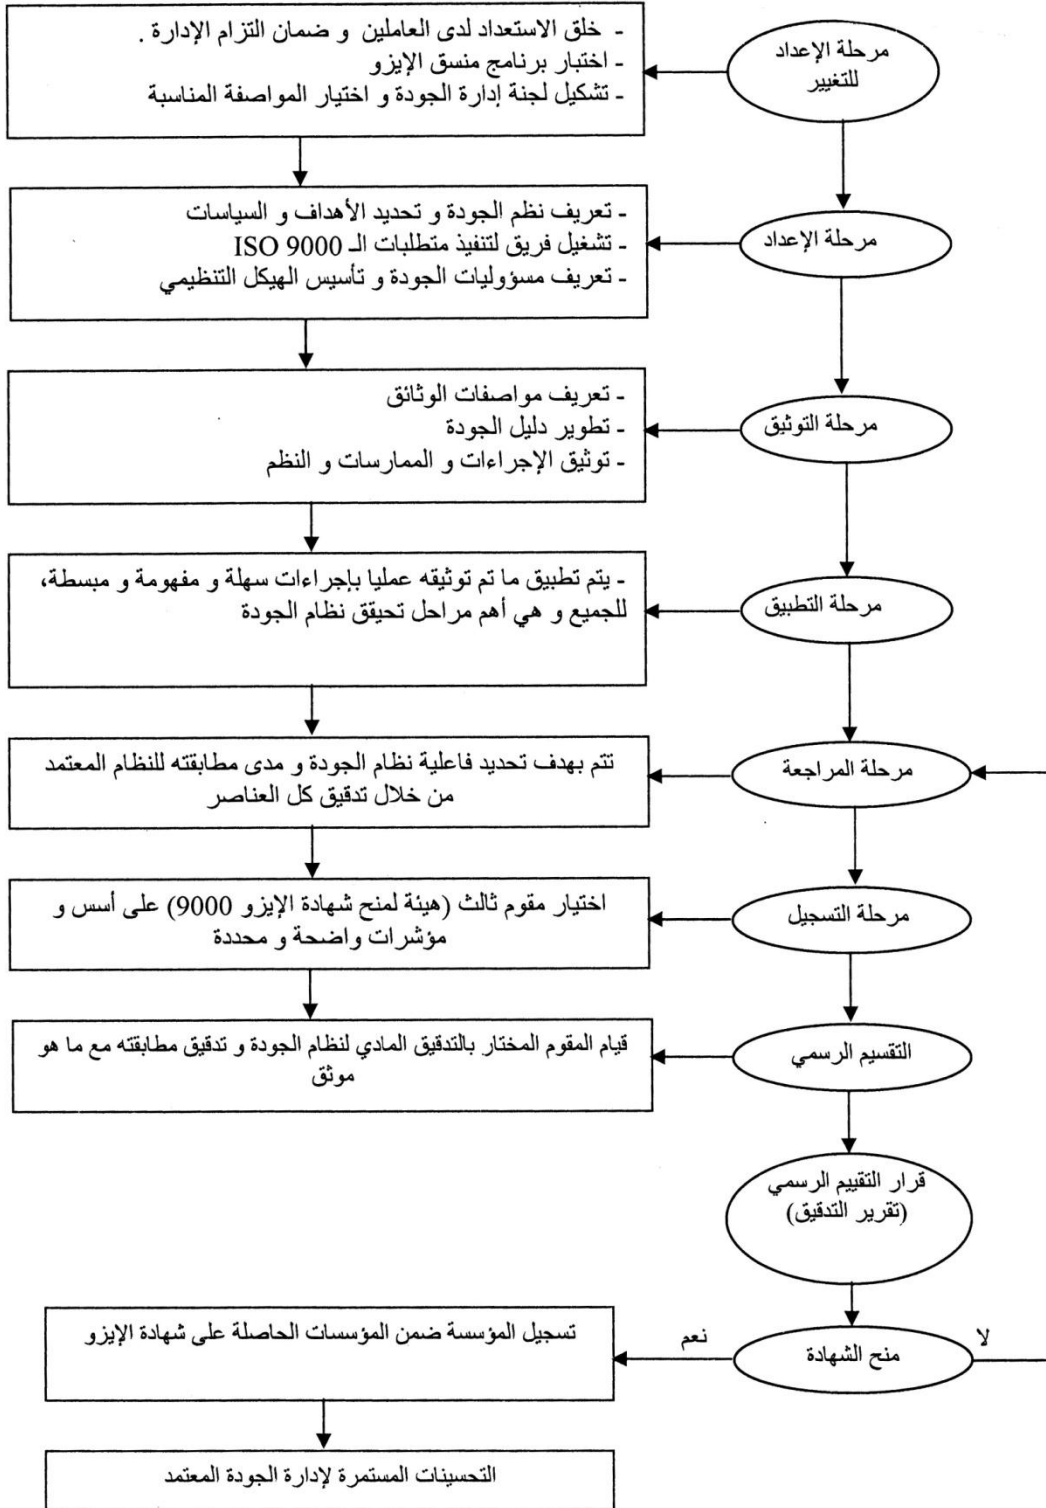 مرحلة الإعداد
للتغيير
- خلق الاستعداد لدى العاملين و ضمان التزام الإدارة .
- اختبار برنامج منسق الإيزو
- تشكيل لجنة إدارة الجودة و اختيار المواصفة المناسبة
مرحلة الإعداد
- تعريف نظم الجودة و تحديد الأهداف و السياسات
- تشغيل فريق لتنفيذ متطلبات الـ ISO 9000
- تعريف مسؤوليات الجودة و تأسيس الهيكل التنظيمي
مرحلة التوثيق
- تعريف مواصفات الوثائق
- تطوير دليل الجودة
- توثيق الإجراءات و الممارسات و النظم
مرحلة التطبيق
- يتم تطبيق ما تم توثيقه عمليا بإجراءات سهلة و مفهومة و مبسطة،
للجميع و هي أهم مراحل تحيقق نظام الجودة
مرحلة المراجعة
تتم بهدف تحديد فاعلية نظام الجودة و مدى مطابقته للنظام المعتمد
من خلال تدقيق كل العناصر
مرحلة التسجيل
اختيار مقوم ثالث (هيئة لمنح شهادة الإيزو 9000) على أسس و
مؤشرات واضحة و محددة
التقسيم الرسمي
قيام المقوم المختار بالتدقيق المادي لنظام الجودة و تدقيق مطابقته مع ما هو
موثق
قرار التقييم الرسمي
(تقرير التدقيق)
لا
منح الشهادة
نعم
تسجيل المؤسسة ضمن المؤسسات الحاصلة على شهادة الإيزو
التحسينات المستمرة لإدارة الجودة المعتمد